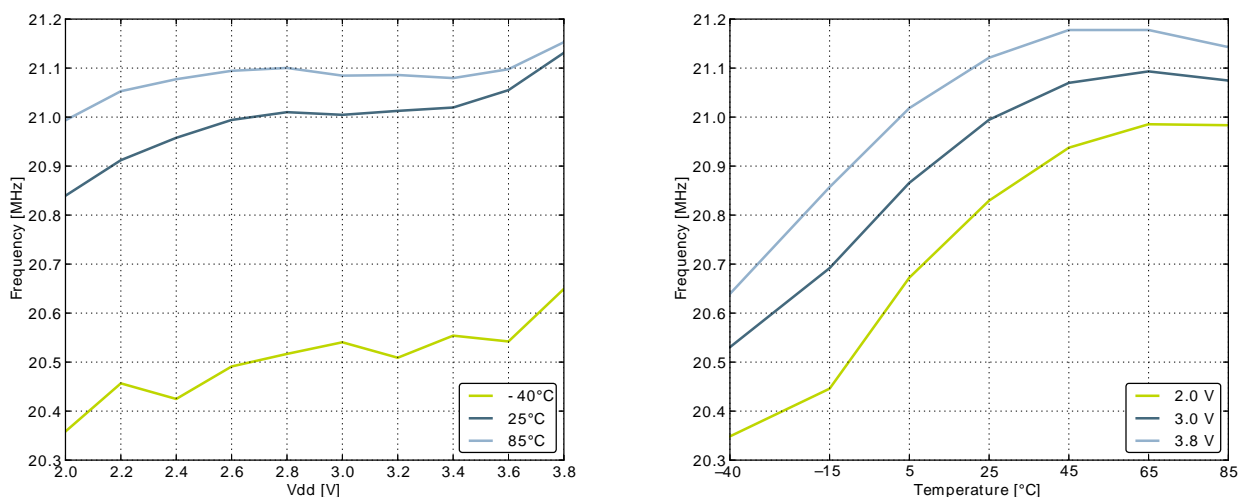 21.2
21.1
21.0
20.9
20.8
20.7
20.6
20.5
20.4
20.3
Frequency [MHz]
2.0 2.2 2.4 2.6 2.8 3.0 3.2 3.4 3.6 3.8
Vdd [V]
- 40°C
25°C
85°C
21.2
21.1
21.0
20.9
20.8
20.7
20.6
20.5
20.4
20.3
Frequency [MHz]
–40 –15 5 25 45 65 85
Temperature [°C]
2.0 V
3.0 V
3.8 V